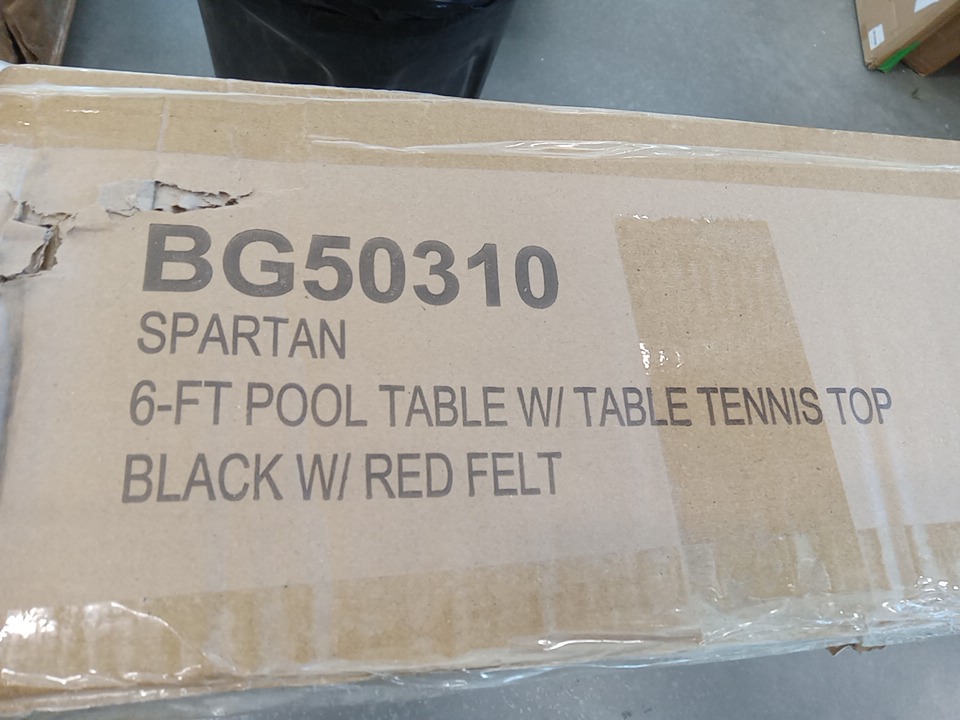 BG50310
SPARTAN
6-FT POOL TABLE W/ TABLE TENNIS TOP
BLACK W/ RED FELT